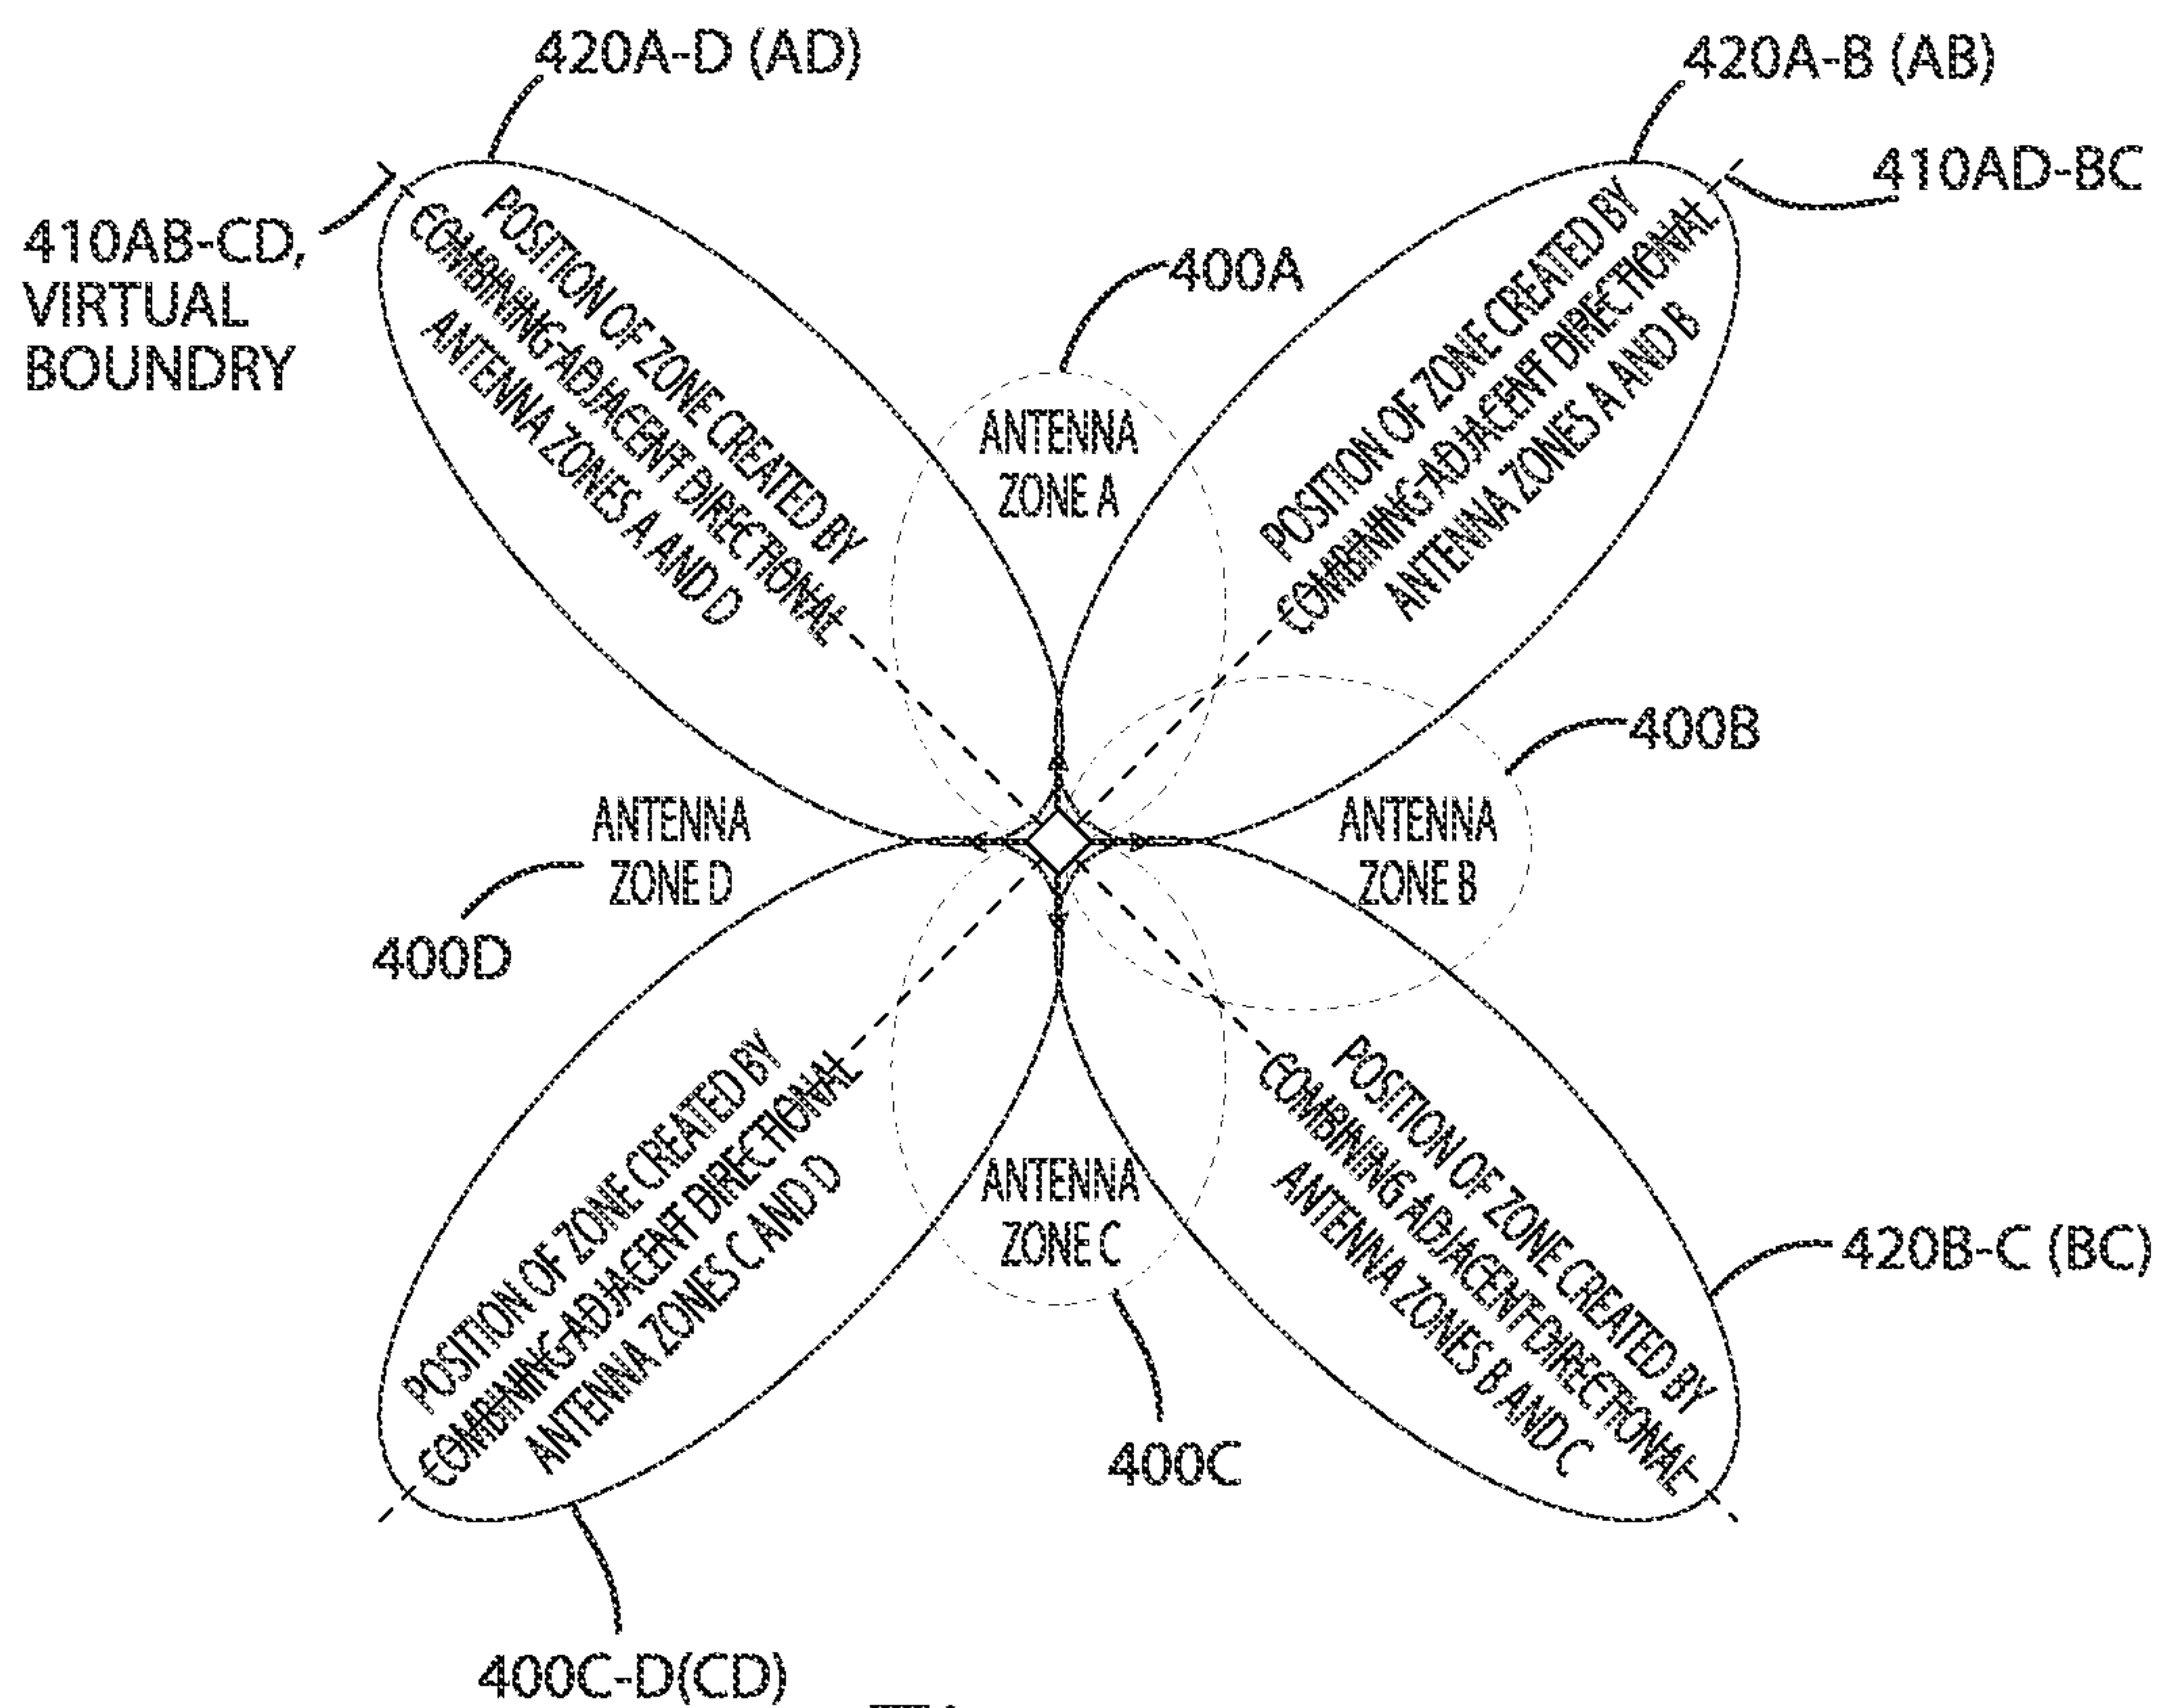 420A-D (AD)
420A-B (AB)
410AD-BC
410AB-CD,
VIRTUAL
BOUNDRY
400A
POSITION OF ZONE CREATED BY
COMBINING ADJACENT DIRECTIONAL
ANTENNA ZONES A AND D
POSITION OF ZONE CREATED BY
COMBINING ADJACENT DIRECTIONAL
ANTENNA ZONES A AND B
ANTENNA
ZONE A
400B
ANTENNA
ZONE D
ANTENNA
ZONE B
400D
POSITION OF ZONE CREATED BY
COMBINING ADJACENT DIRECTIONAL
ANTENNA ZONES C AND D
ANTENNA
ZONE C
POSITION OF ZONE CREATED BY
COMBINING ADJACENT DIRECTIONAL
ANTENNA ZONES B AND C
420B-C (BC)
400C
400C-D(CD)